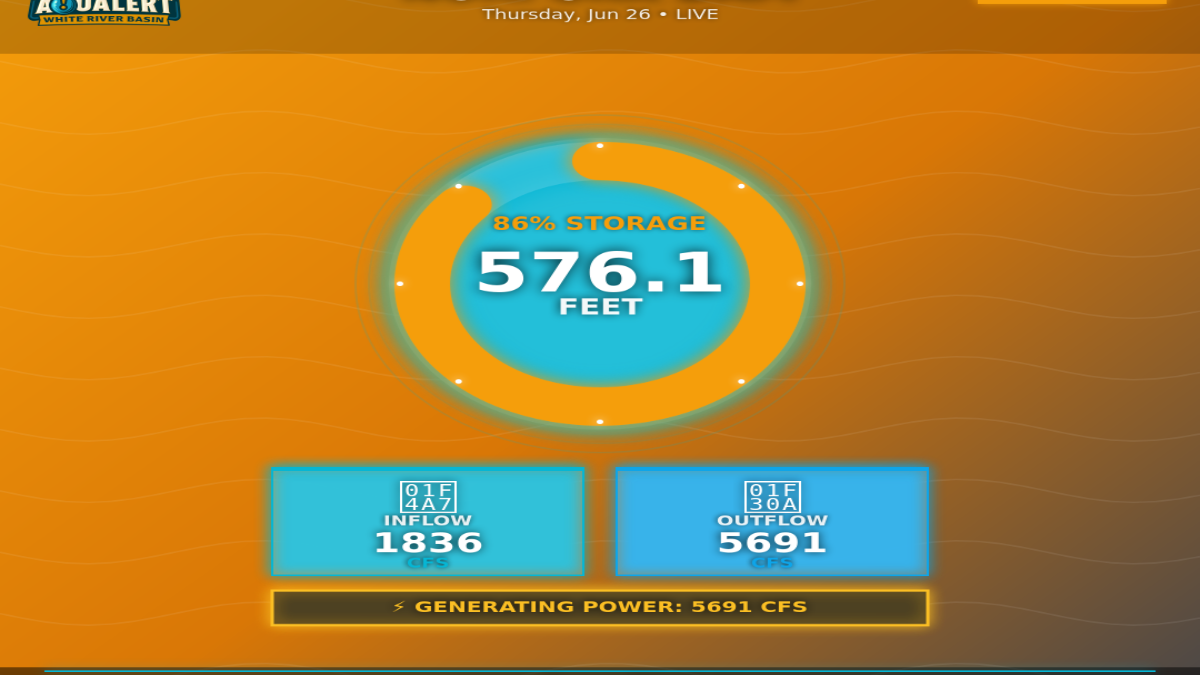 AQUALERT
WHITE RIVER BASIN
Thursday, Jun 26 • LIVE
86% STORAGE
576.1
FEET
01F
4A7
INFLOW
1836
CFS
01F
30A
OUTFLOW
5691
CFS
⚡ GENERATING POWER: 5691 CFS